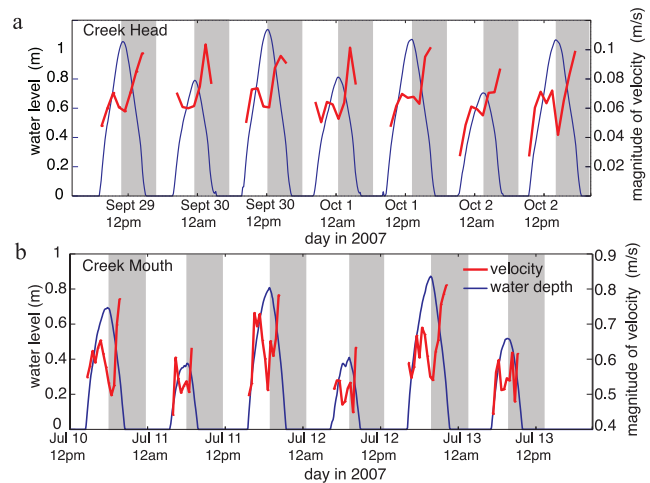 a
Creek Head
water level (m)
1
0.8
0.6
0.4
0.2
0
magnitude of velocity (m/s)
0.1
0.08
0.06
0.04
0.02
Sept 29 Sept 30 Sept 30 Oct 1 Oct 1 Oct 2 Oct 2
12pm 12am 12pm 12am 12pm 12am 12pm
day in 2007
b
Creek Mouth
velocity
water depth
water level (m)
1
0.8
0.6
0.4
0.2
0
magnitude of velocity (m/s)
0.9
0.8
0.7
0.6
0.5
0.4
Jul 10 Jul 11 Jul 11 Jul 12 Jul 12 Jul 13 Jul 13
12pm 12am 12pm 12am 12pm 12am 12pm
day in 2007